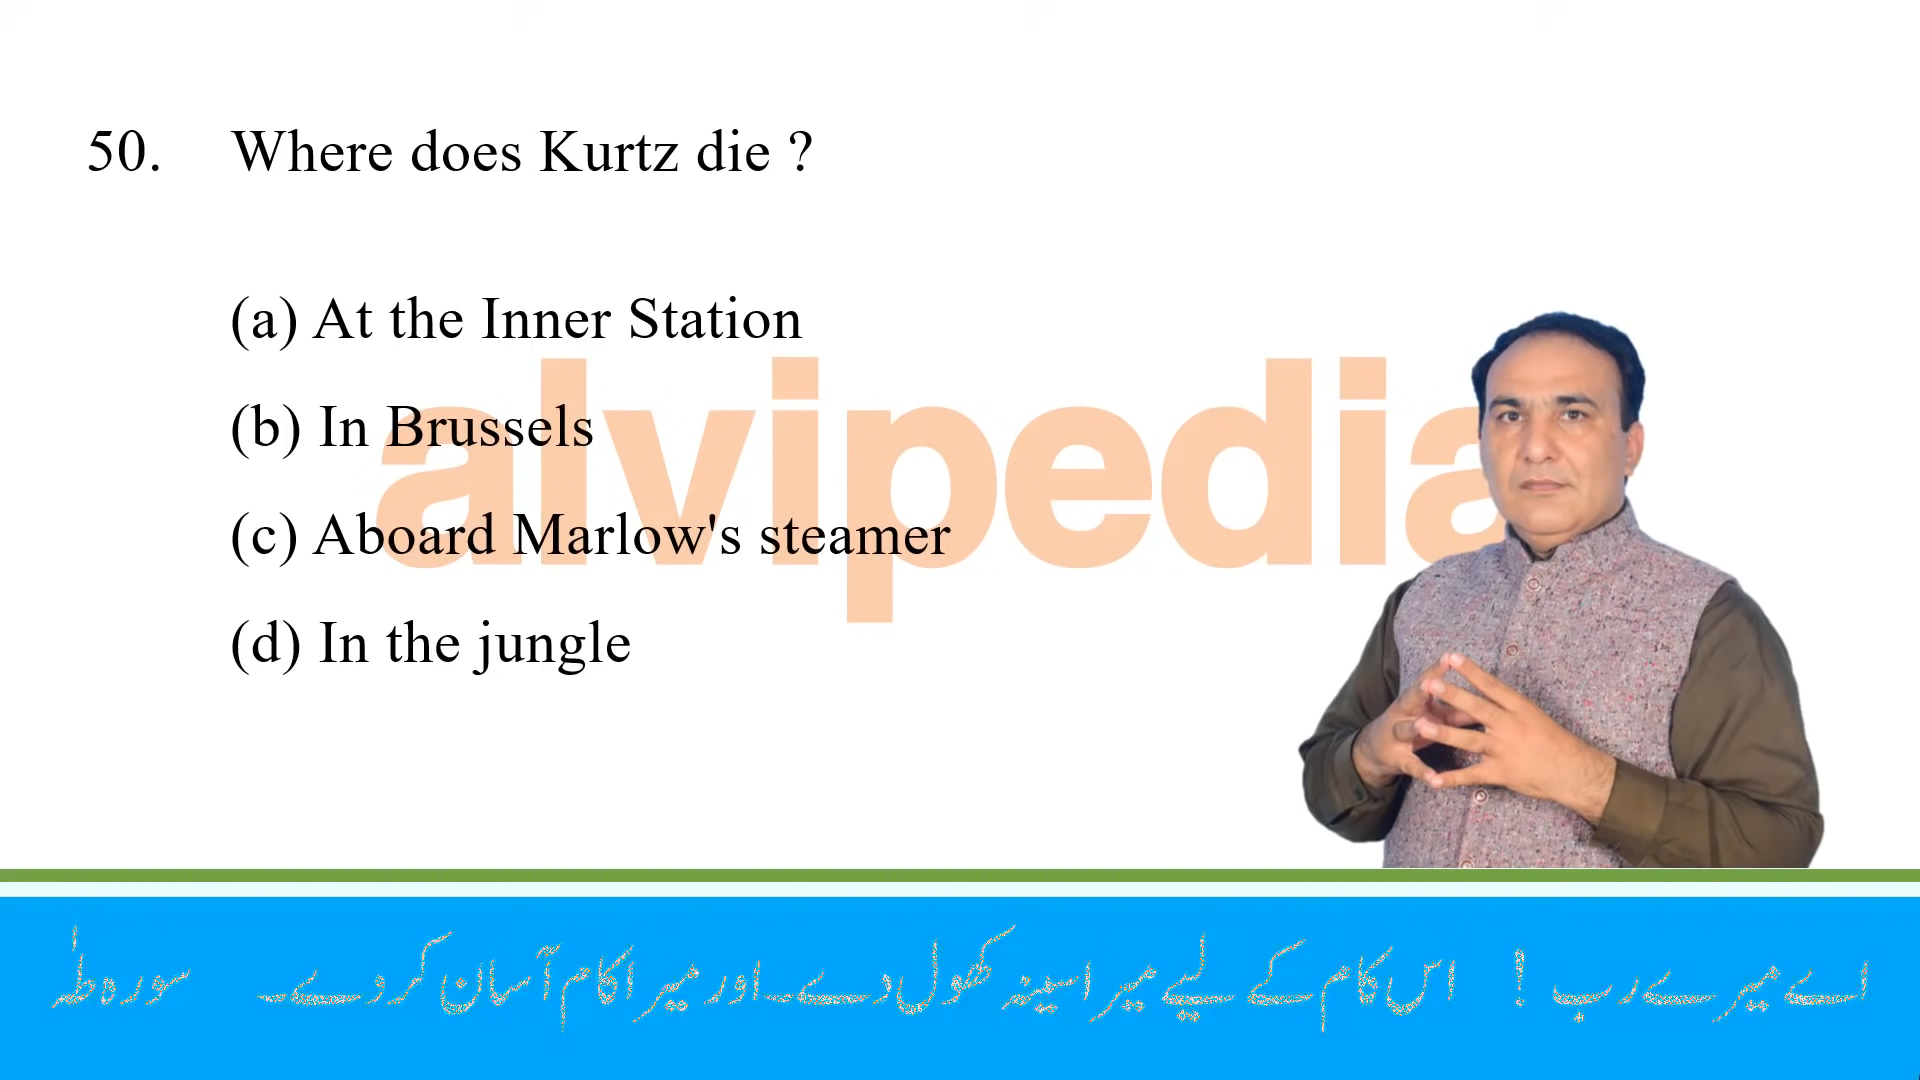 50. Where does Kurtz die ?
(a) At the Inner Station
(b) In Brussels
(c) Aboard Marlow's steamer
(d) In the jungle
alvipedia
اے میرے رب ! اس کام کے لیے میرا سینہ کھول دے۔ اور میرا کام آسان کر دے۔ سورہ طٰہٰ